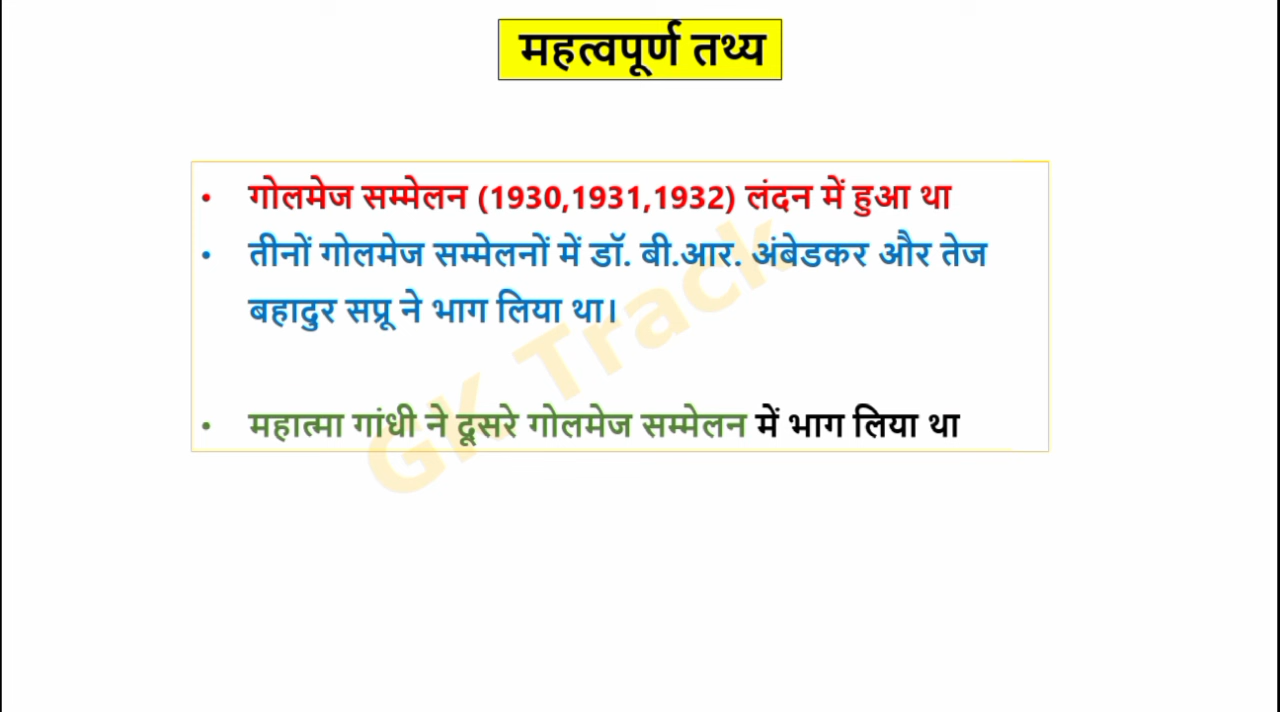 महत्वपूर्ण तथ्य
• गोलमेज सम्मेलन (1930,1931,1932) लंदन में हुआ था
• तीनों गोलमेज सम्मेलनों में डॉ. बी.आर. अंबेडकर और तेज
बहादुर सप्रू ने भाग लिया था।
• महात्मा गांधी ने दूसरे गोलमेज सम्मेलन में भाग लिया था
GK Track